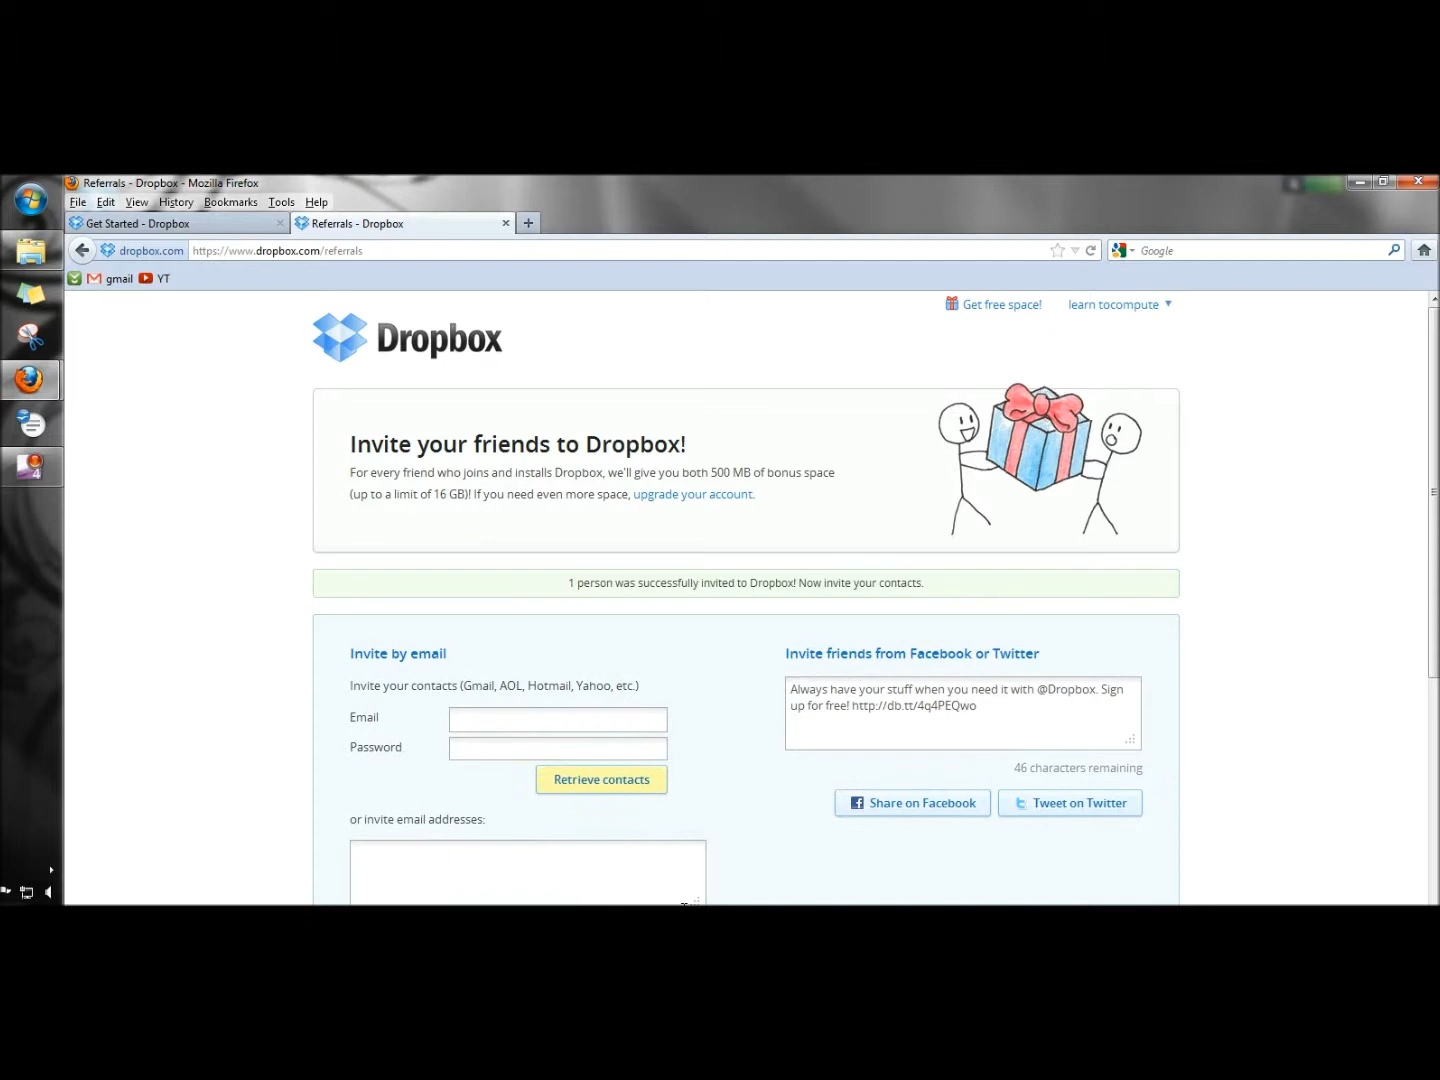 Referrals - Dropbox - Mozilla Firefox
File Edit View History Bookmarks Tools Help
Get Started - Dropbox
Referrals - Dropbox
dropbox.com https://www.dropbox.com/referrals
Google
gmail YT
Get free space! learn tocompute
Dropbox
Invite your friends to Dropbox!
For every friend who joins and installs Dropbox, we'll give you both 500 MB of bonus space
(up to a limit of 16 GB)! If you need even more space, upgrade your account.
1 person was successfully invited to Dropbox! Now invite your contacts.
Invite by email
Invite your contacts (Gmail, AOL, Hotmail, Yahoo, etc.)
Email
Password
Retrieve contacts
or invite email addresses:
Invite friends from Facebook or Twitter
Always have your stuff when you need it with @Dropbox. Sign
up for free! http://db.tt/4q4PEQwo
46 characters remaining
Share on Facebook
Tweet on Twitter
4